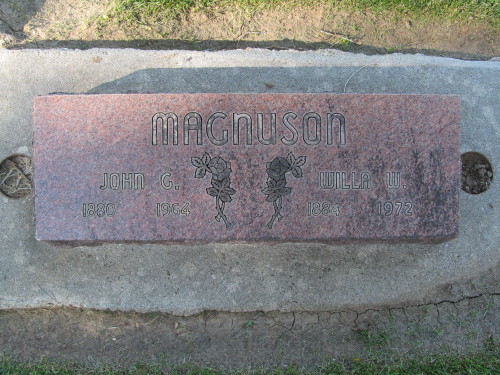 MAGNUSON
JOHN G. WILLA W.
1880 1964 1884 1972